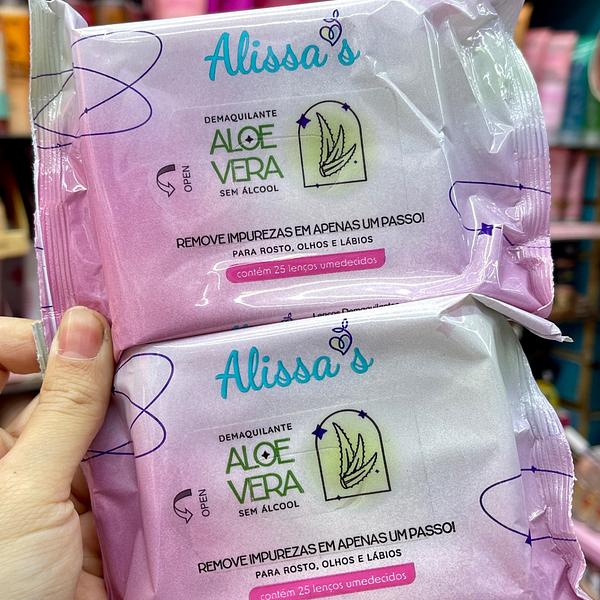 Alissa's
DEMAQUILANTE
ALOE
VERA
SEM ÁLCOOL
OPEN
REMOVE IMPUREZAS EM APENAS UM PASSO!
PARA ROSTO, OLHOS E LÁBIOS
contém 25 lenços umedecidos
Lenços Demaquilantes
Alissa's
DEMAQUILANTE
ALOE
VERA
SEM ÁLCOOL
OPEN
REMOVE IMPUREZAS EM APENAS UM PASSO!
PARA ROSTO, OLHOS E LÁBIOS
contém 25 lenços umedecidos